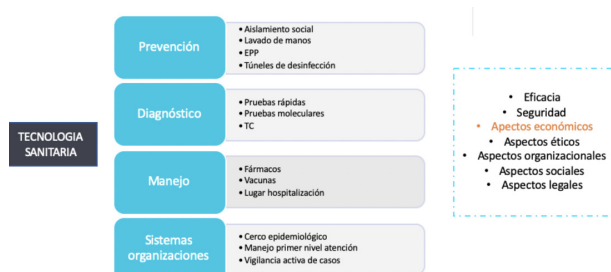 TECNOLOGIA
SANITARIA
Prevención
• Aislamiento social
• Lavado de manos
• EPP
• Túneles de desinfección
Diagnóstico
• Pruebas rápidas
• Pruebas moleculares
• TC
Manejo
• Fármacos
• Vacunas
• Lugar hospitalización
Sistemas
organizaciones
• Cerco epidemiológico
• Manejo primer nivel atención
• Vigilancia activa de casos
• Eficacia
• Seguridad
• Apectos económicos
• Aspectos éticos
• Aspectos organizacionales
• Aspectos sociales
• Aspectos legales